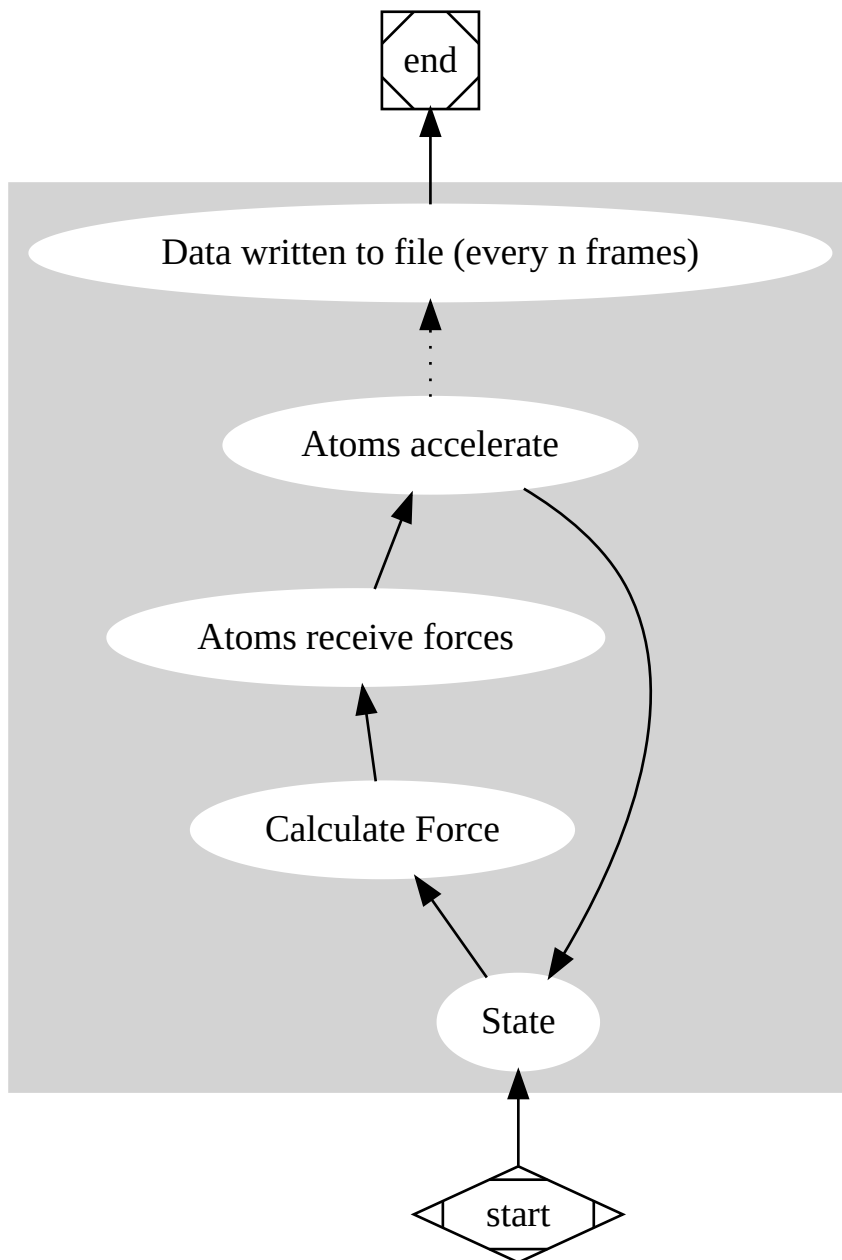 end
Data written to file (every n frames)
Atoms accelerate
Atoms receive forces
Calculate Force
State
start